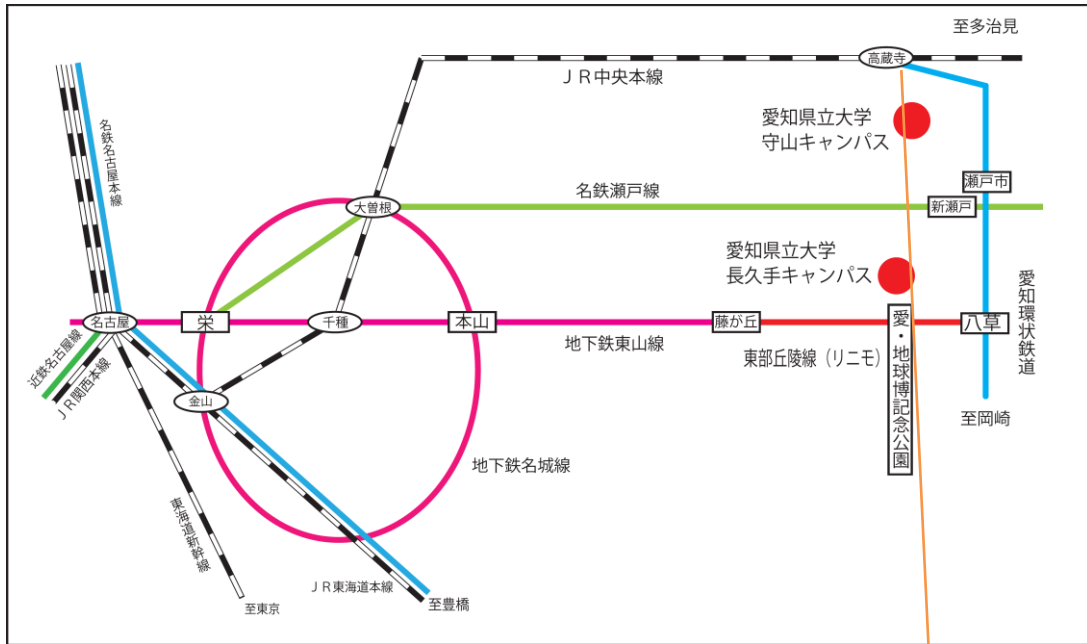 至多治見
高蔵寺
ＪＲ中央本線
愛知県立大学
守山キャンパス
名鉄名古屋本線
瀬戸市
名鉄瀬戸線
大曽根
新瀬戸
愛知県立大学
長久手キャンパス
愛知環状鉄道
名古屋
栄
千種
本山
藤が丘
八草
地下鉄東山線
東部丘陵線（リニモ）
愛・地球博記念公園
近鉄名古屋線
ＪＲ関西本線
金山
至岡崎
地下鉄名城線
東海道新幹線
ＪＲ東海道本線
至東京
至豊橋